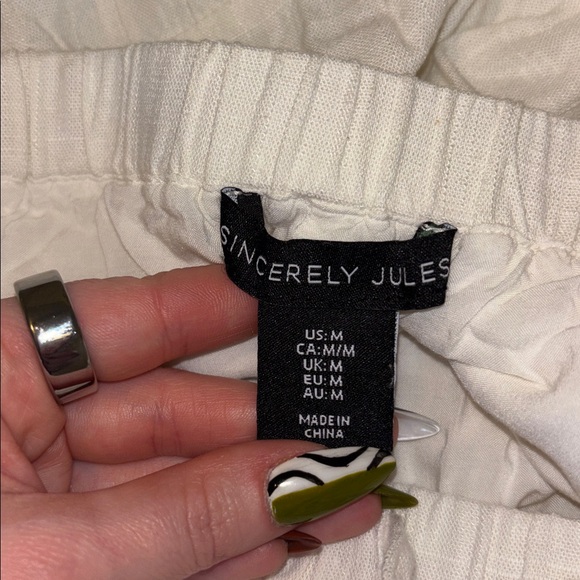 SINCERELY JULES
US: M
CA: M/M
UK: M
EU: M
AU: M
MADE IN
CHINA